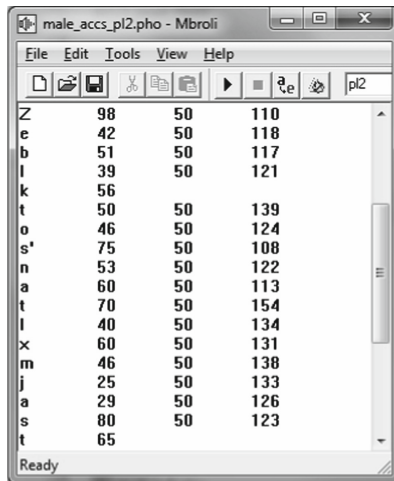 male_accs_pl2.pho - Mbroli
File Edit Tools View Help
a,e pl2
Z 98 50 110
e 42 50 118
b 51 50 117
I 39 50 121
k 56
t 50 50 139
o 46 50 124
s' 75 50 108
n 53 50 122
a 60 50 113
t 70 50 154
I 40 50 134
x 60 50 131
m 46 50 138
j 25 50 133
a 29 50 126
s 80 50 123
t 65
Ready